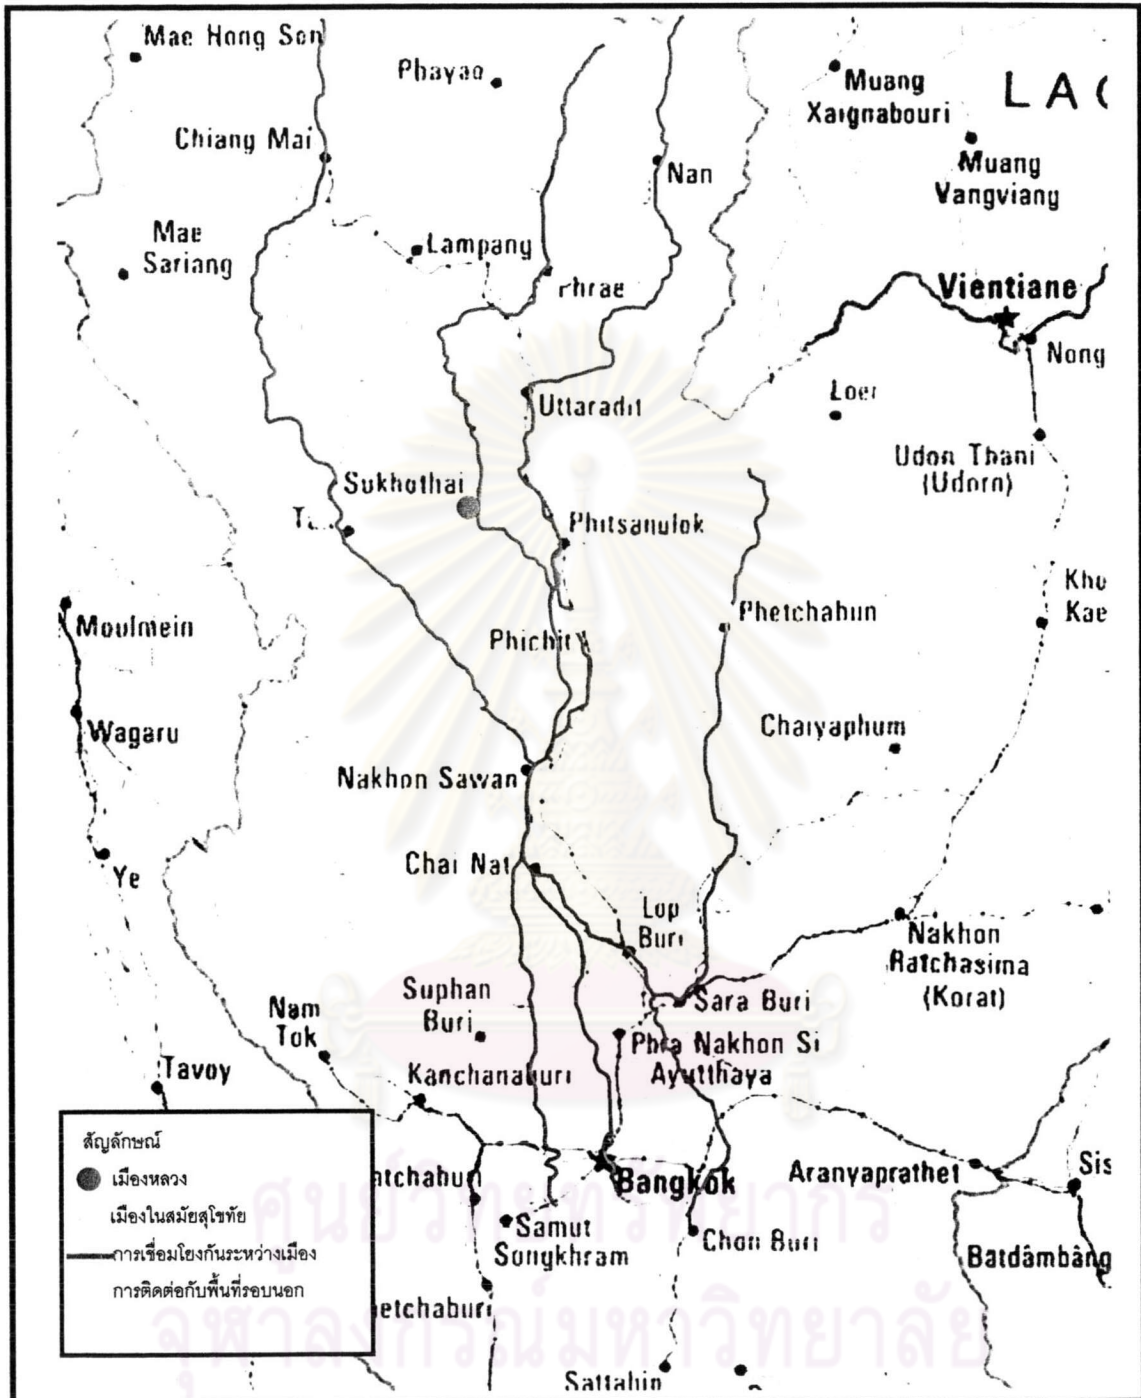 Mae Hong Son
Phayao
Muang
Xaignabouri
LAO
Chiang Mai
Nan
Muang
Vangviang
Mae
Sariang
Lampang
Phrae
Vientiane
Nong
Uttaradit
Loei
Udon Thani
(Udorn)
Sukhothai
Phitsanulok
Moulmein
Phichit
Phetchabun
Kho
Kae
Wagaru
Chaiyaphum
Nakhon Sawan
Ye
Chai Nat
Lop
Buri
Nakhon
Ratchasima
(Korat)
Suphan
Buri
Sara Buri
Nam
Tok
Phra Nakhon Si
Ayutthaya
Tavoy
Kanchanaburi
สัญลักษณ์
เมืองหลวง
เมืองในสมัยสุโขทัย
การเชื่อมโยงกันระหว่างเมือง
การติดต่อกับพื้นที่รอบนอก
atchaburi
Bangkok
Aranyaprathet
Sis
Samut
Songkhram
Chon Buri
Batdâmbâng
etchaburi
Sattahip
ศูนย์วิทยทรัพยากร
จุฬาลงกรณ์มหาวิทยาลัย